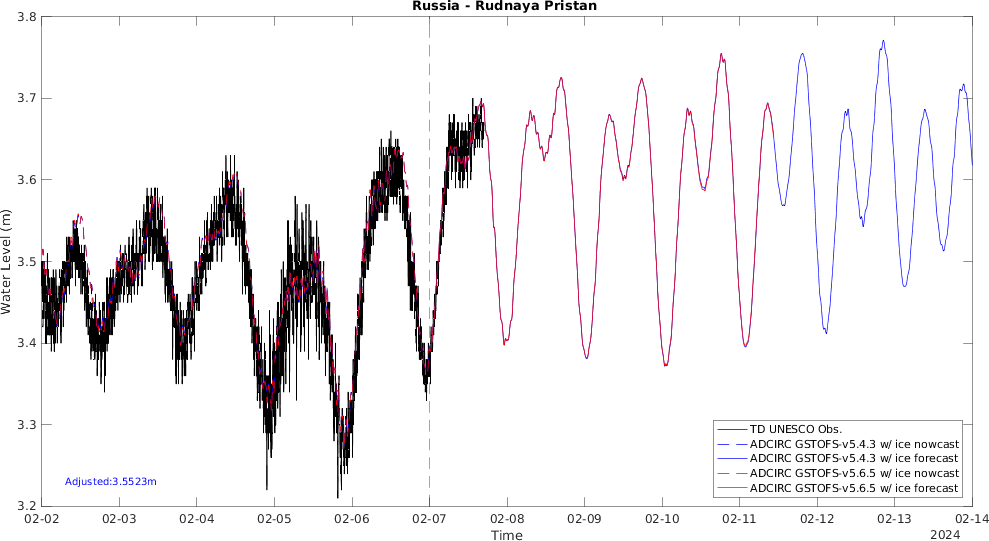 Russia - Rudnaya Pristan
3.8
3.7
3.6
3.5
3.4
3.3
3.2
Water Level (m)
TD UNESCO Obs.
ADCIRC GSTOFS-v5.4.3 w/ ice nowcast
ADCIRC GSTOFS-v5.4.3 w/ ice forecast
ADCIRC GSTOFS-v5.6.5 w/ ice nowcast
ADCIRC GSTOFS-v5.6.5 w/ ice forecast
Adjusted:3.5523m
02-02 02-03 02-04 02-05 02-06 02-07 02-08 02-09 02-10 02-11 02-12 02-13 02-14
Time
2024